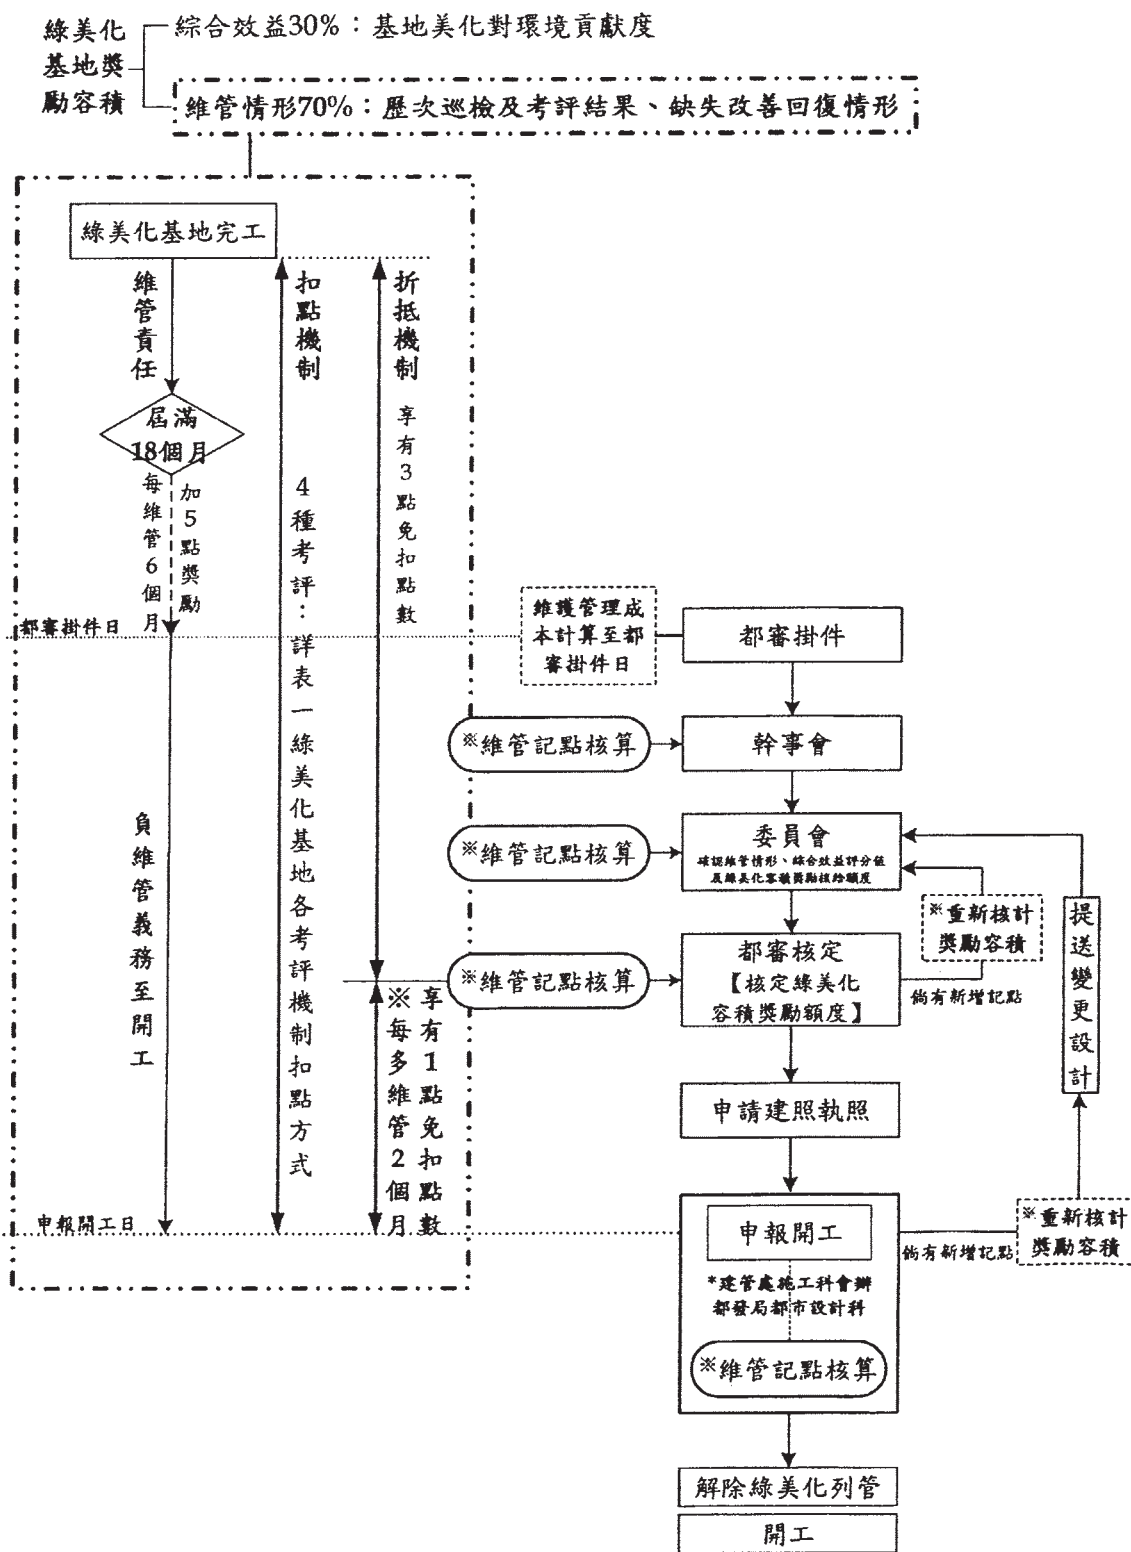 綠美化
基地獎
勵容積
綜合效益30%：基地美化對環境貢獻度
維管情形70%：歷次巡檢及考評結果、缺失改善回復情形
綠美化基地完工
維管責任
屆滿
18個月
每維管6個月
加5點獎勵
都審掛件日
負維管義務至開工
申報開工日
扣點機制
4種考評：詳表一綠美化基地各考評機制扣點方式
折抵機制
享有3點免扣點數
※每多維管2個月
享有1點免扣點數
維護管理成
本計算至都
審掛件日
都審掛件
※維管記點核算
幹事會
※維管記點核算
委員會
確認維管情形、綜合效益評分值
及綠美化容積獎勵核給額度
※維管記點核算
都審核定
【核定綠美化
容積獎勵額度】
倘有新增記點
※重新核計
獎勵容積
提送變更設計
申請建照執照
申報開工
*建管處施工科會辦
都發局都市設計科
※維管記點核算
倘有新增記點
※重新核計
獎勵容積
解除綠美化列管
開工